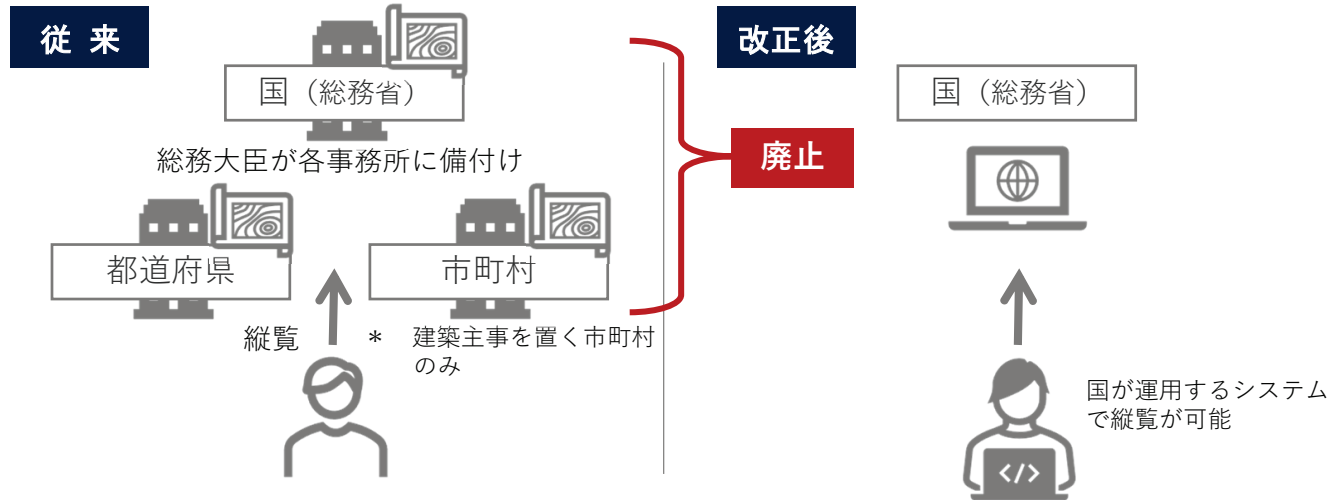 従 来
国（総務省）
総務大臣が各事務所に備付け
都道府県
市町村
縦覧
* 建築主事を置く市町村
のみ
廃止
改正後
国（総務省）
国が運用するシステム
で縦覧が可能
</>